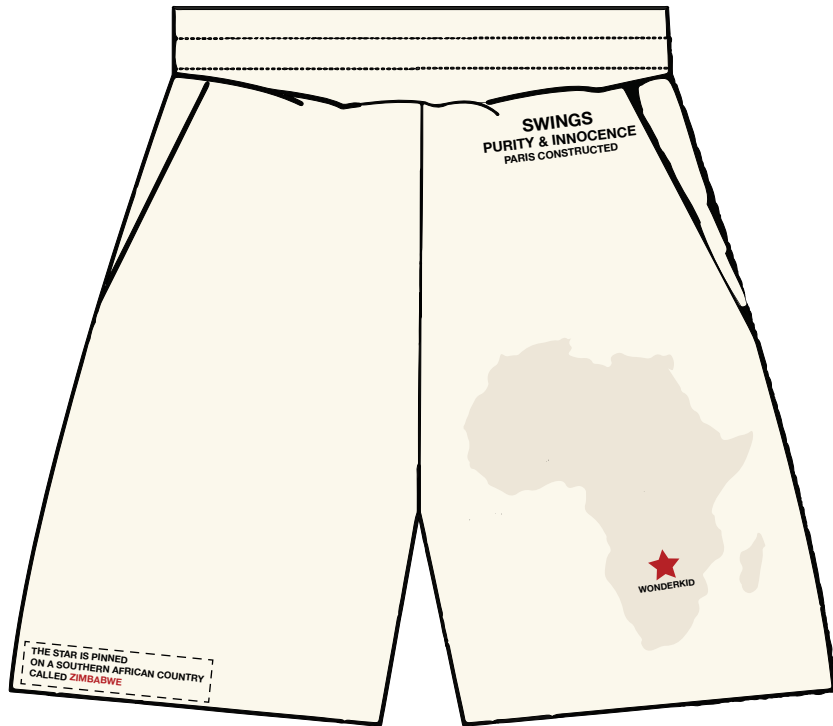 SWINGS
PURITY & INNOCENCE
PARIS CONSTRUCTED
WONDERKID
THE STAR IS PINNED
ON A SOUTHERN AFRICAN COUNTRY
CALLED ZIMBABWE